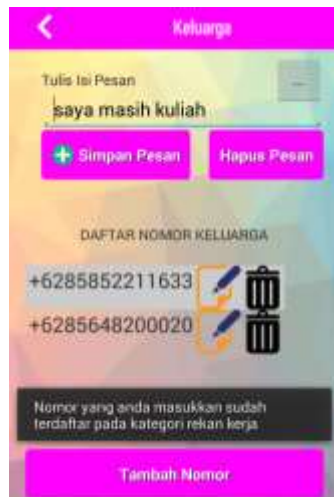 Keluarga
Tulis Isi Pesan
...
saya masih kuliah
Simpan Pesan
Hapus Pesan
DAFTAR NOMOR KELUARGA
+6285852211633
+6285648200020
Nomor yang anda masukkan sudah
terdaftar pada kategori rekan kerja
Tambah Nomor